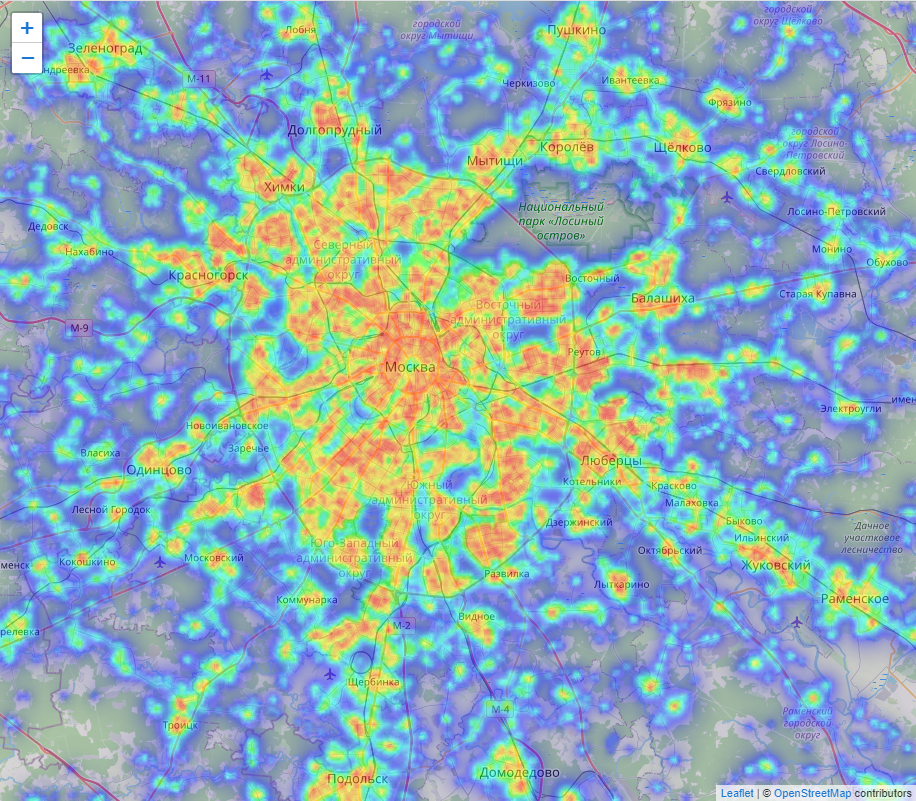 +
−
Зеленоград
Андреевка
М-11
Лобня
городской
округ Мытищи
Пушкино
городской
округ Щёлково
Черкизово
Ивантеевка
Фрязино
Долгопрудный
Мытищи
Королёв
Щёлково
городской
округ Лосино-
Петровский
Свердловский
Химки
Национальный
парк «Лосиный
остров»
Лосино-Петровский
Дедовск
Нахабино
Северный
административный
округ
Монино
Обухово
Красногорск
Восточный
Балашиха
Старая Купавна
Восточный
административный
округ
М-9
Реутов
Москва
имен
Электроугли
Новоивановское
Заречье
Власиха
Одинцово
Люберцы
Котельники
Красково
Малаховка
Южный
административный
округ
Лесной Городок
Дзержинский
Быково
Ильинский
Дачное
участковое
лесничество
Юго-Западный
административный
округ
Октябрьский
менск
Кокошкино
Московский
Жуковский
Развилка
Лыткарино
Раменское
Коммунарка
Видное
М-2
релевка
Щербинка
М-4
Троицк
Раменский
городской
округ
Подольск
Домодедово
Leaflet | © OpenStreetMap contributors